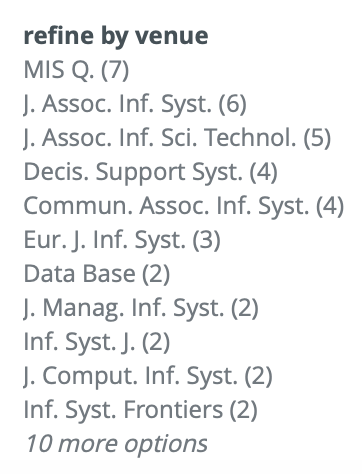 refine by venue
MIS Q. (7)
J. Assoc. Inf. Syst. (6)
J. Assoc. Inf. Sci. Technol. (5)
Decis. Support Syst. (4)
Commun. Assoc. Inf. Syst. (4)
Eur. J. Inf. Syst. (3)
Data Base (2)
J. Manag. Inf. Syst. (2)
Inf. Syst. J. (2)
J. Comput. Inf. Syst. (2)
Inf. Syst. Frontiers (2)
10 more options